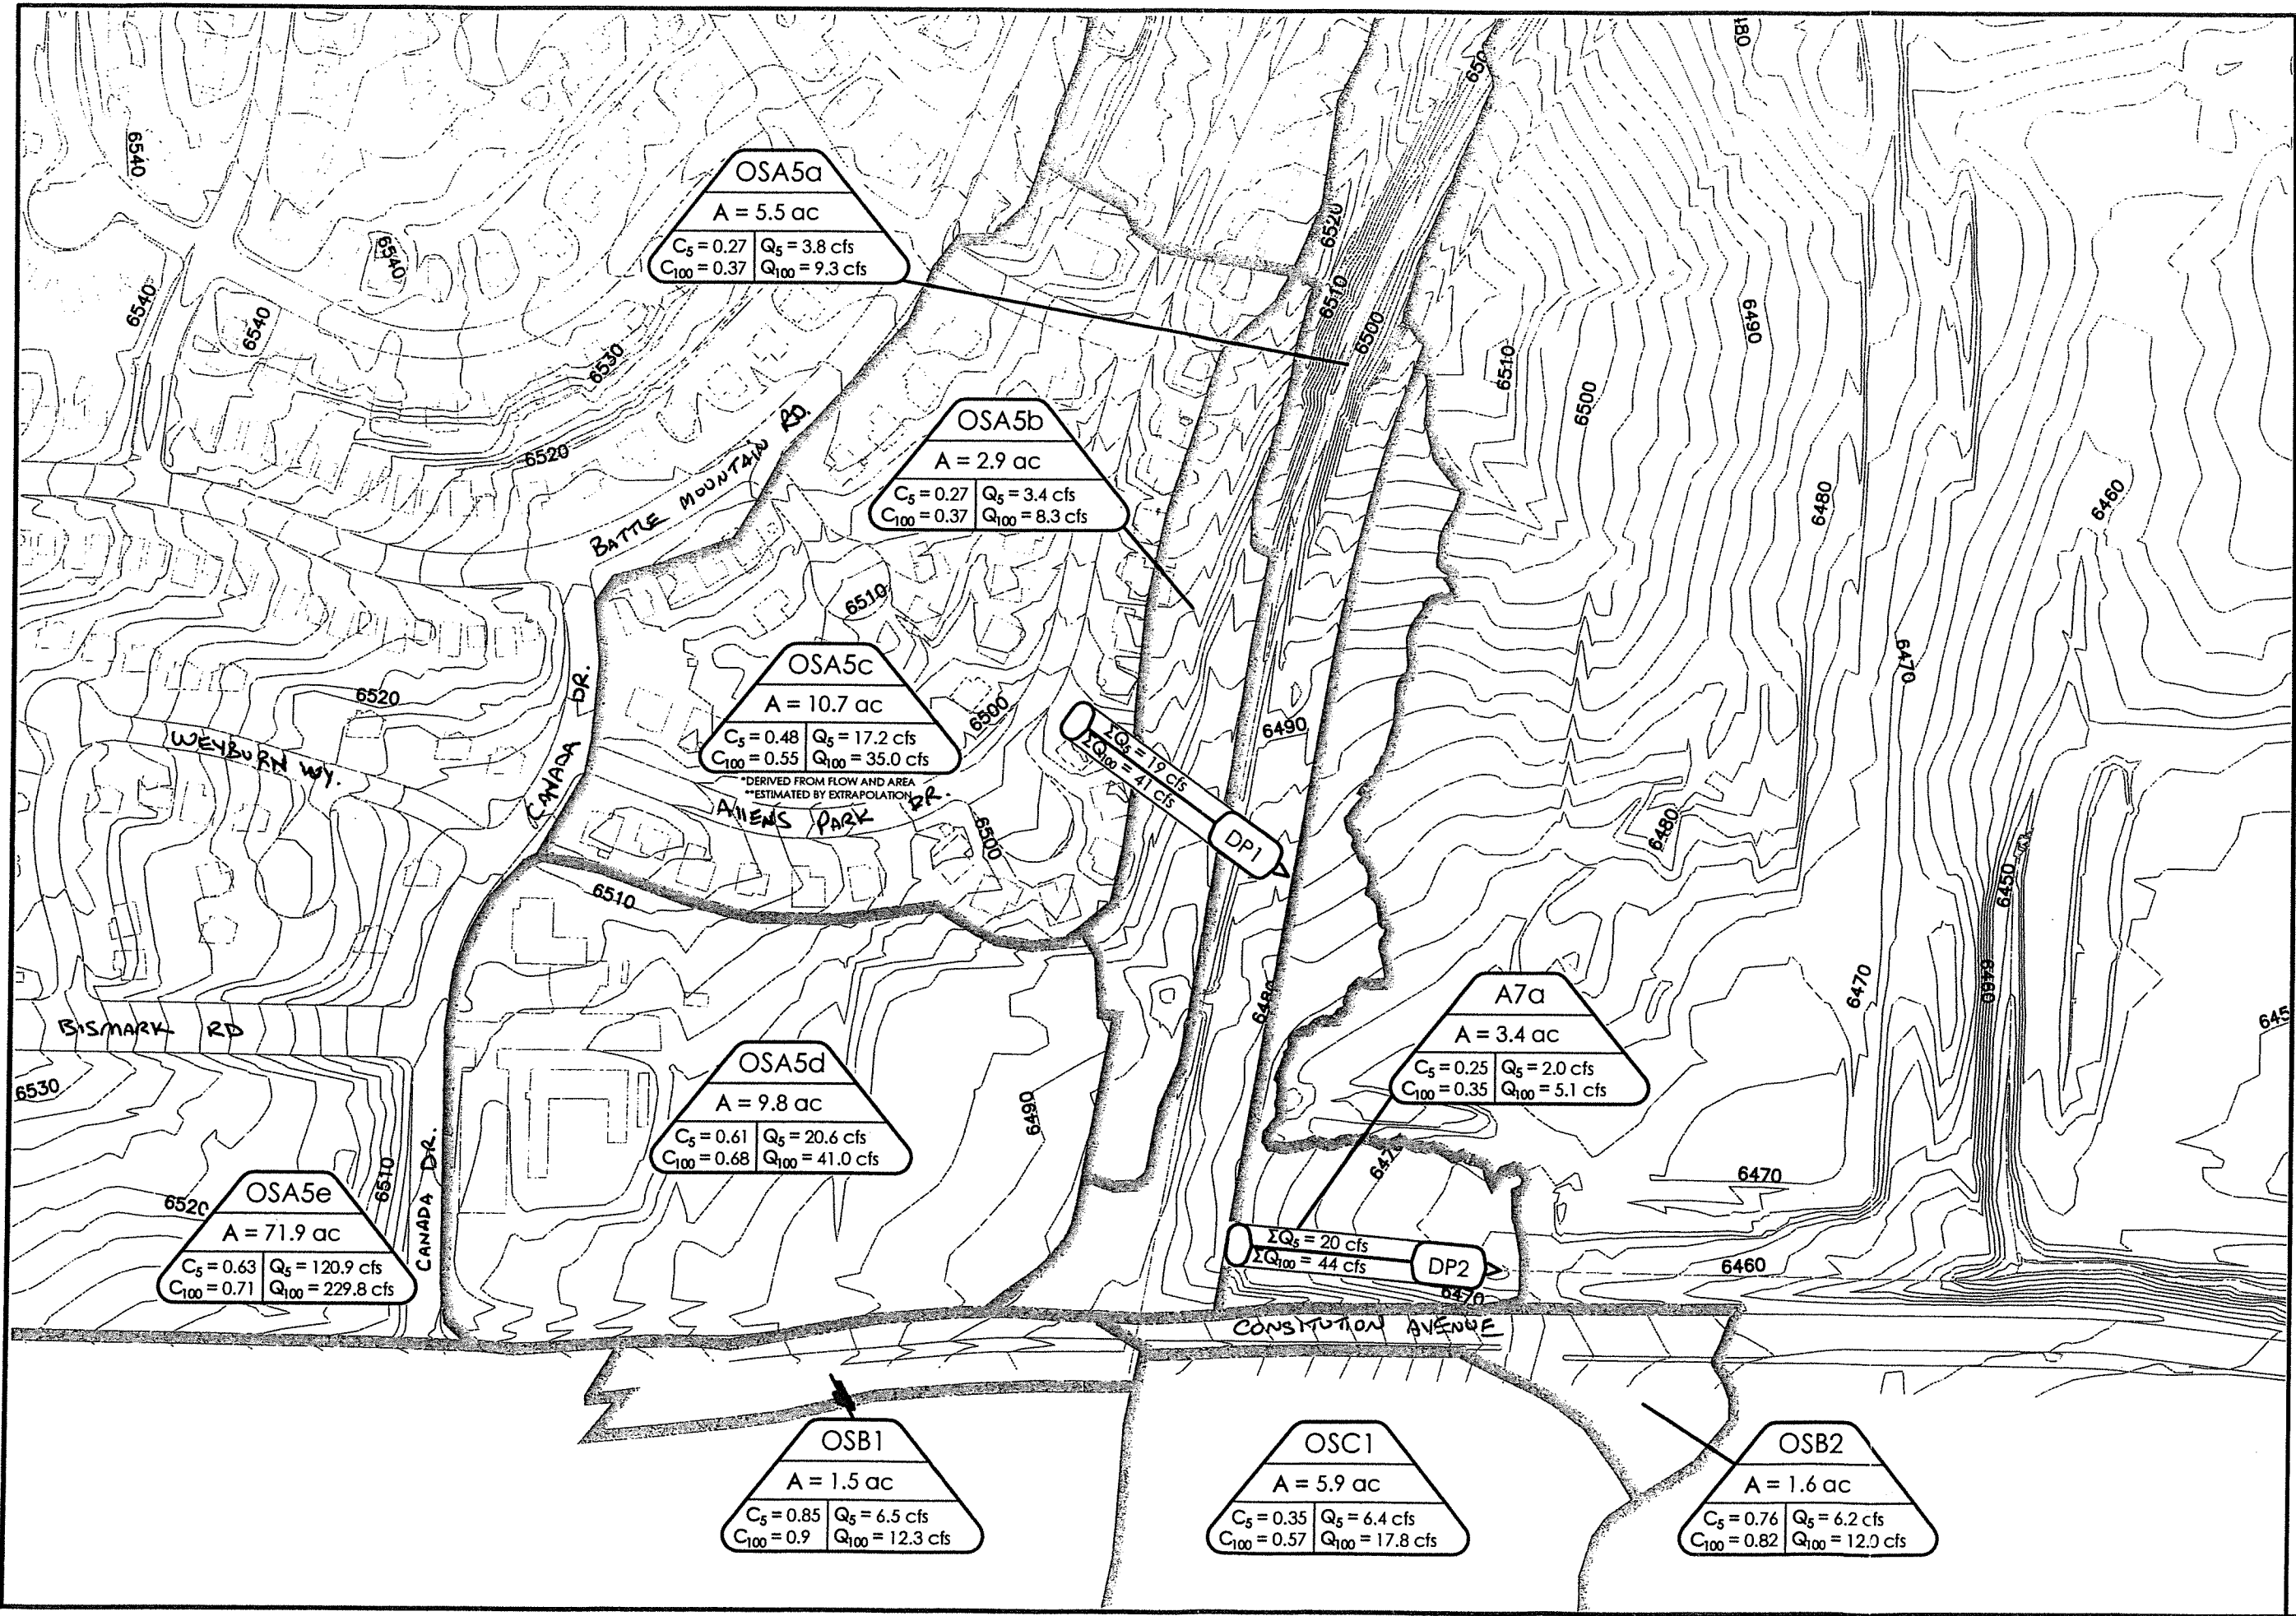 6480
650
6540
OSA5a
A = 5.5 ac
C5 = 0.27 Q5 = 3.8 cfs
C100 = 0.37 Q100 = 9.3 cfs
6520
6540
6510
6540
6540
6500
6490
6530
6510
6500
BATTLE MOUNTAIN RD.
OSA5b
A = 2.9 ac
C5 = 0.27 Q5 = 3.4 cfs
C100 = 0.37 Q100 = 8.3 cfs
6520
6480
6460
6510
OSA5c
A = 10.7 ac
C5 = 0.48 Q5 = 17.2 cfs
C100 = 0.55 Q100 = 35.0 cfs
*DERIVED FROM FLOW AND AREA
**ESTIMATED BY EXTRAPOLATION
6520
6500
6470
CANADA DR.
WEYBURN WY.
6490
ΣQ5 = 19 cfs
ΣQ100 = 41 cfs
DP1
ALLENS PARK DR.
6500
6480
6510
6450
6480
6470
6460
645
BISMARK RD
A7a
A = 3.4 ac
C5 = 0.25 Q5 = 2.0 cfs
C100 = 0.35 Q100 = 5.1 cfs
6530
OSA5d
A = 9.8 ac
C5 = 0.61 Q5 = 20.6 cfs
C100 = 0.68 Q100 = 41.0 cfs
6490
6470
6470
CANADA DR.
6510
6520
OSA5e
A = 71.9 ac
C5 = 0.63 Q5 = 120.9 cfs
C100 = 0.71 Q100 = 229.8 cfs
ΣQ5 = 20 cfs
ΣQ100 = 44 cfs
DP2
6460
6470
CONSITUTION AVENUE
OSB1
A = 1.5 ac
C5 = 0.85 Q5 = 6.5 cfs
C100 = 0.9 Q100 = 12.3 cfs
OSC1
A = 5.9 ac
C5 = 0.35 Q5 = 6.4 cfs
C100 = 0.57 Q100 = 17.8 cfs
OSB2
A = 1.6 ac
C5 = 0.76 Q5 = 6.2 cfs
C100 = 0.82 Q100 = 12.0 cfs